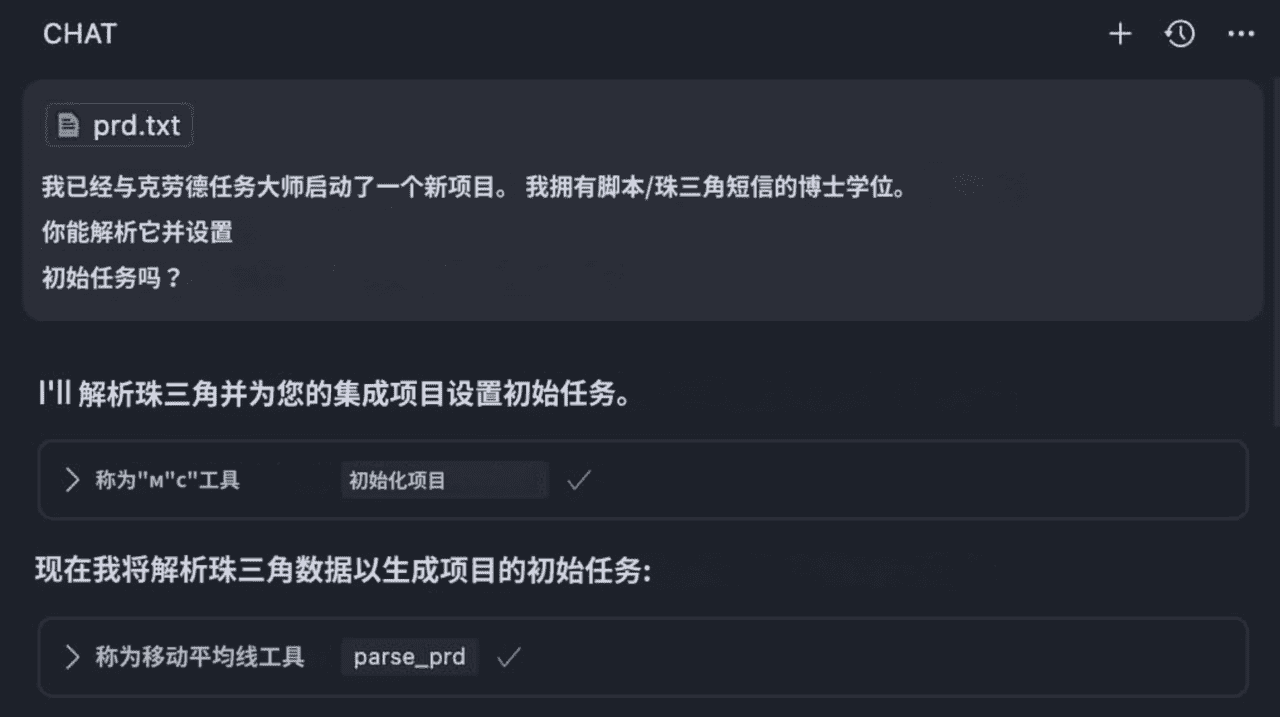 CHAT
prd.txt
我已经与克劳德任务大师启动了一个新项目。 我拥有脚本/珠三角短信的博士学位。
你能解析它并设置
初始任务吗？
I'll 解析珠三角并为您的集成项目设置初始任务。
称为"м"с"工具 初始化项目
现在我将解析珠三角数据以生成项目的初始任务:
称为移动平均线工具 parse_prd